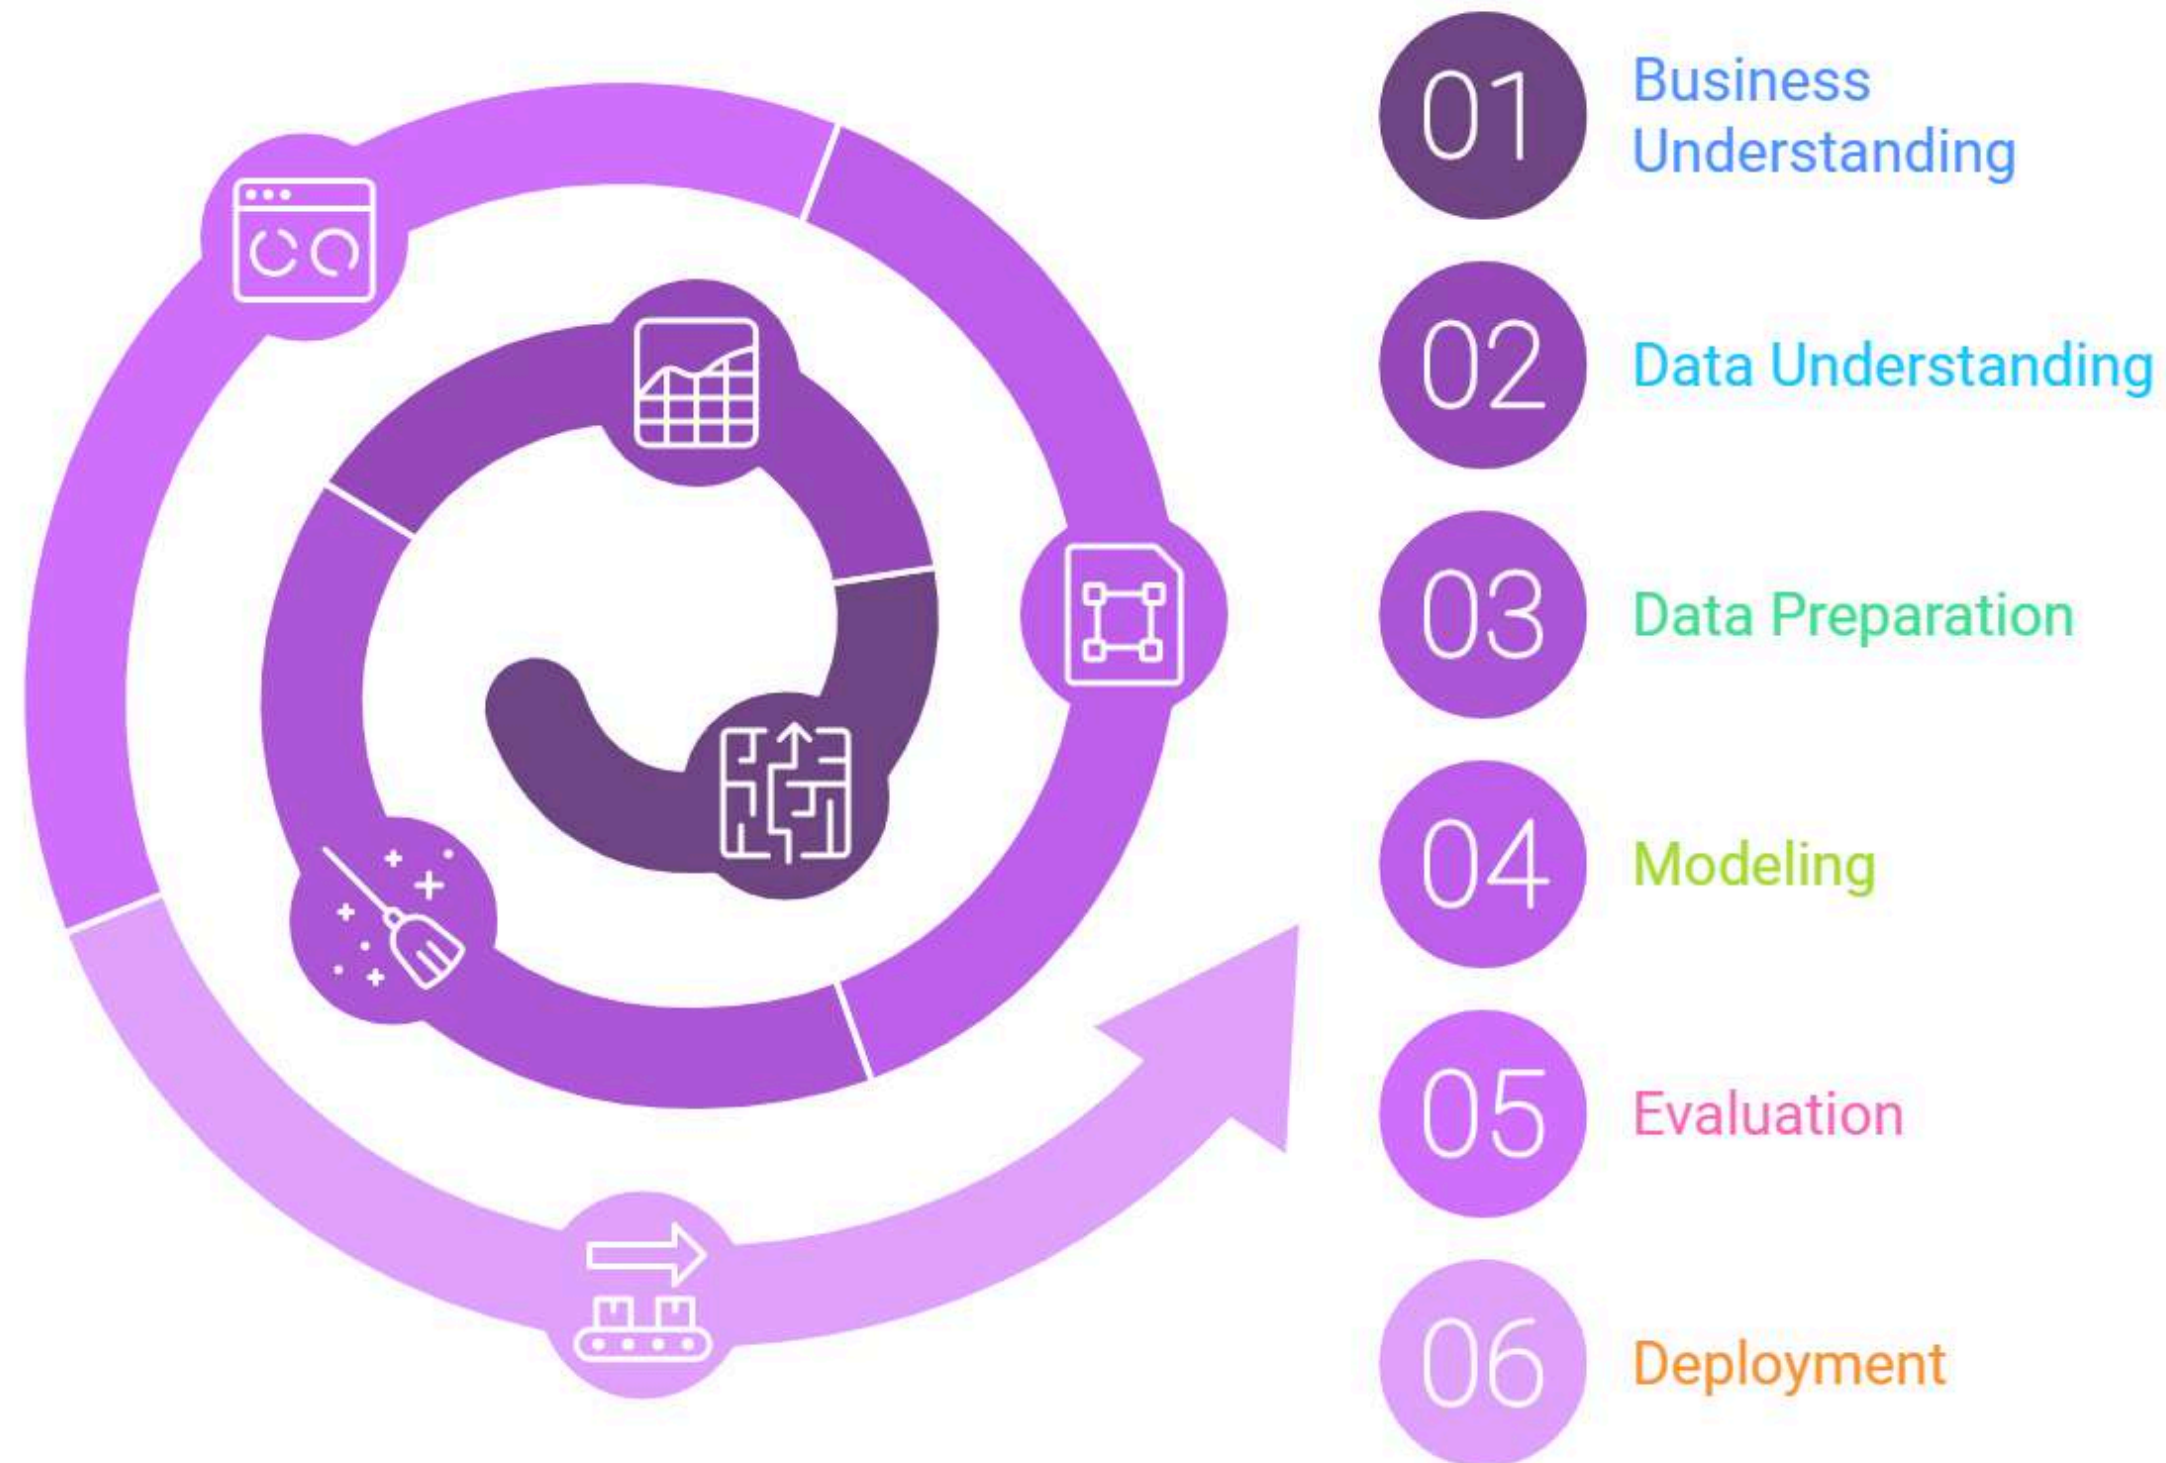 01
Business
Understanding
02
Data Understanding
03
Data Preparation
04
Modeling
05
Evaluation
06
Deployment